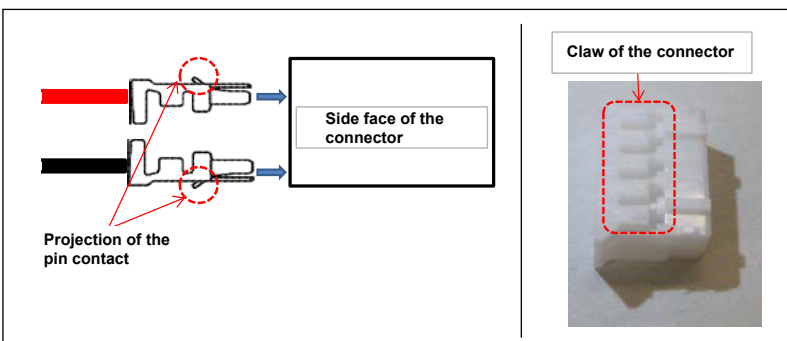 Claw of the connector
Side face of the
connector
Projection of the
pin contact